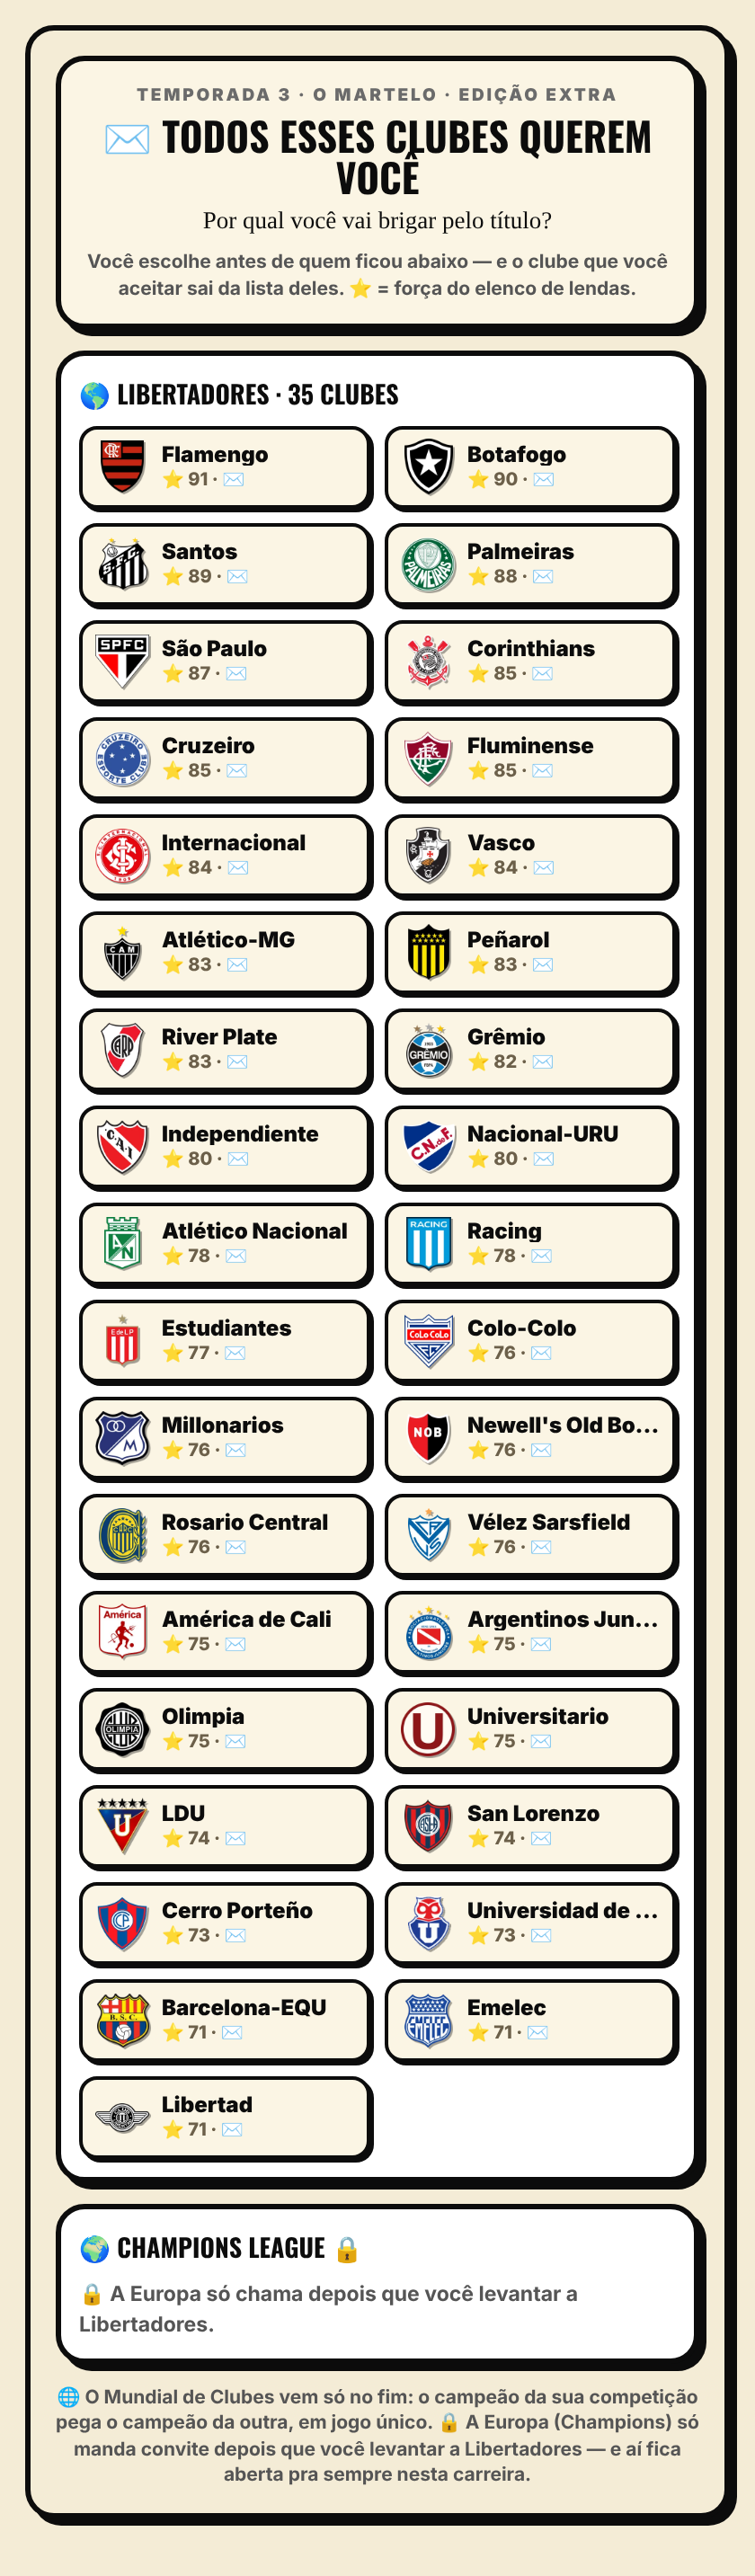 TEMPORADA 3 · O MARTELO · EDIÇÃO EXTRA
✉️ TODOS ESSES CLUBES QUEREM
VOCÊ
Por qual você vai brigar pelo título?
Você escolhe antes de quem ficou abaixo — e o clube que você
aceitar sai da lista deles. ⭐ = força do elenco de lendas.
🌎 LIBERTADORES · 35 CLUBES
Flamengo
⭐ 91 · ✉️
Botafogo
⭐ 90 · ✉️
Santos
⭐ 89 · ✉️
Palmeiras
⭐ 88 · ✉️
São Paulo
⭐ 87 · ✉️
Corinthians
⭐ 85 · ✉️
Cruzeiro
⭐ 85 · ✉️
Fluminense
⭐ 85 · ✉️
Internacional
⭐ 84 · ✉️
Vasco
⭐ 84 · ✉️
Atlético-MG
⭐ 83 · ✉️
Peñarol
⭐ 83 · ✉️
River Plate
⭐ 83 · ✉️
Grêmio
⭐ 82 · ✉️
Independiente
⭐ 80 · ✉️
Nacional-URU
⭐ 80 · ✉️
Atlético Nacional
⭐ 78 · ✉️
Racing
⭐ 78 · ✉️
Estudiantes
⭐ 77 · ✉️
Colo-Colo
⭐ 76 · ✉️
Millonarios
⭐ 76 · ✉️
Newell's Old Bo...
⭐ 76 · ✉️
Rosario Central
⭐ 76 · ✉️
Vélez Sarsfield
⭐ 76 · ✉️
América de Cali
⭐ 75 · ✉️
Argentinos Jun...
⭐ 75 · ✉️
Olimpia
⭐ 75 · ✉️
Universitario
⭐ 75 · ✉️
LDU
⭐ 74 · ✉️
San Lorenzo
⭐ 74 · ✉️
Cerro Porteño
⭐ 73 · ✉️
Universidad de ...
⭐ 73 · ✉️
Barcelona-EQU
⭐ 71 · ✉️
Emelec
⭐ 71 · ✉️
Libertad
⭐ 71 · ✉️
🌍 CHAMPIONS LEAGUE 🔒
🔒 A Europa só chama depois que você levantar a
Libertadores.
🌐 O Mundial de Clubes vem só no fim: o campeão da sua competição
pega o campeão da outra, em jogo único. 🔒 A Europa (Champions) só
manda convite depois que você levantar a Libertadores — e aí fica
aberta pra sempre nesta carreira.